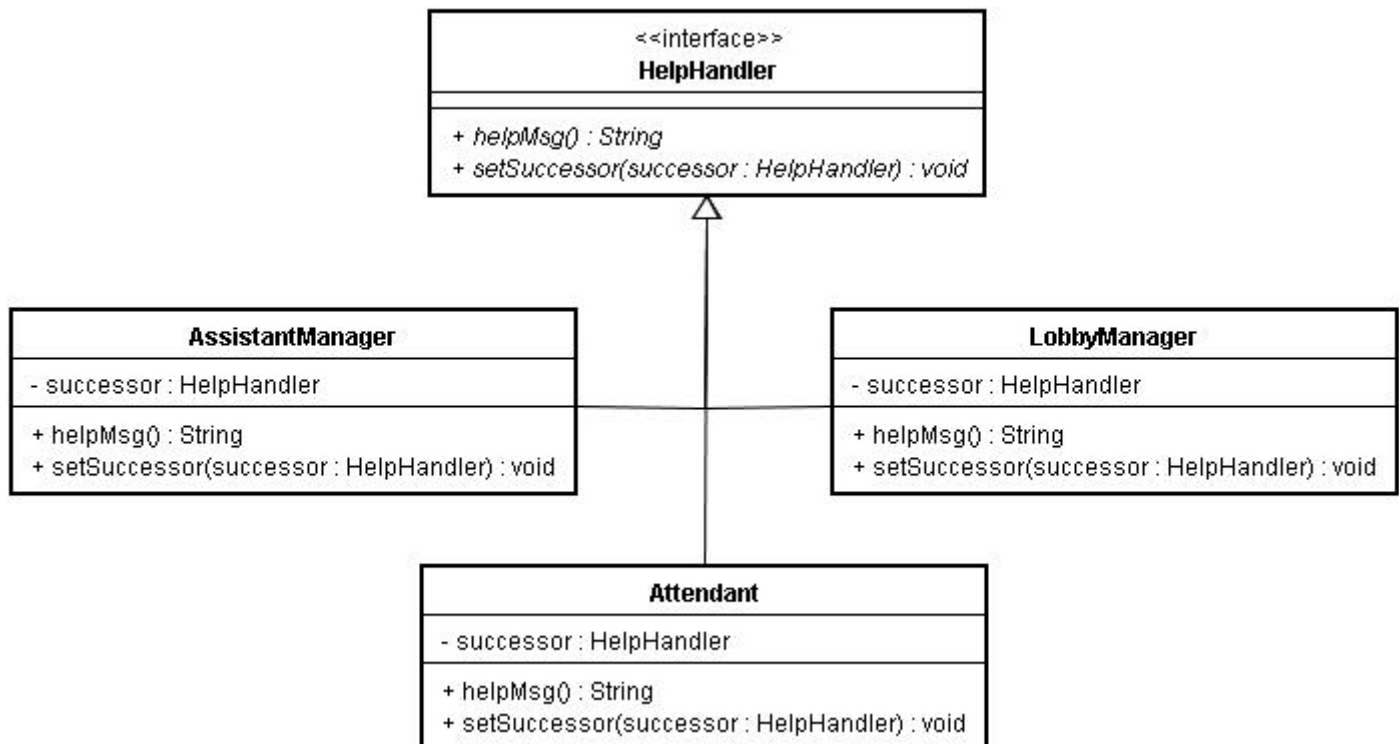 <<interface>>
HelpHandler
+ helpMsg() : String
+ setSuccessor(successor : HelpHandler) : void
AssistantManager
- successor : HelpHandler
+ helpMsg() : String
+ setSuccessor(successor : HelpHandler) : void
LobbyManager
- successor : HelpHandler
+ helpMsg() : String
+ setSuccessor(successor : HelpHandler) : void
Attendant
- successor : HelpHandler
+ helpMsg() : String
+ setSuccessor(successor : HelpHandler) : void